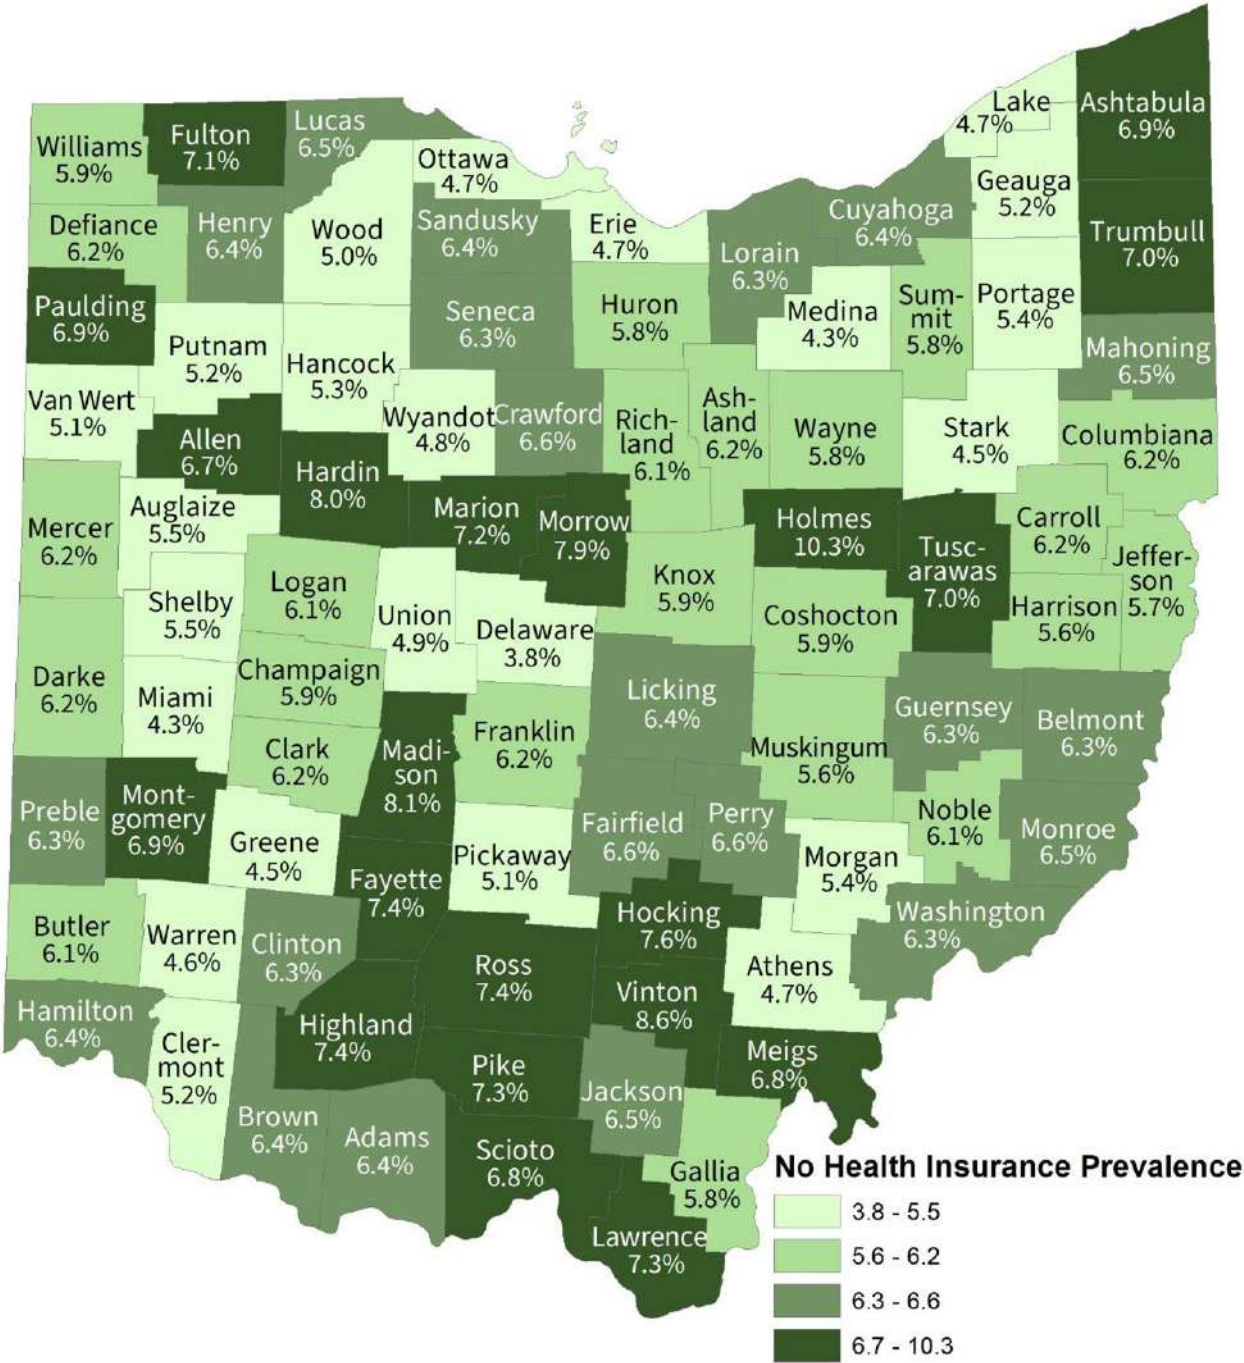 Lake
4.7%
Ashtabula
6.9%
Williams
5.9%
Fulton
7.1%
Lucas
6.5%
Ottawa
4.7%
Geauga
5.2%
Defiance
6.2%
Henry
6.4%
Wood
5.0%
Sandusky
6.4%
Erie
4.7%
Lorain
6.3%
Cuyahoga
6.4%
Trumbull
7.0%
Paulding
6.9%
Putnam
5.2%
Hancock
5.3%
Seneca
6.3%
Huron
5.8%
Medina
4.3%
Sum-
mit
5.8%
Portage
5.4%
Mahoning
6.5%
Van Wert
5.1%
Allen
6.7%
Hardin
8.0%
Wyandot
4.8%
Crawford
6.6%
Rich-
land
6.1%
Ash-
land
6.2%
Wayne
5.8%
Stark
4.5%
Columbiana
6.2%
Mercer
6.2%
Auglaize
5.5%
Marion
7.2%
Morrow
7.9%
Holmes
10.3%
Tusc-
arawas
7.0%
Carroll
6.2%
Jeffer-
son
5.7%
Shelby
5.5%
Logan
6.1%
Union
4.9%
Delaware
3.8%
Knox
5.9%
Coshocton
5.9%
Harrison
5.6%
Darke
6.2%
Miami
4.3%
Champaign
5.9%
Clark
6.2%
Madi-
son
8.1%
Franklin
6.2%
Licking
6.4%
Muskingum
5.6%
Guernsey
6.3%
Belmont
6.3%
Preble
6.3%
Mont-
gomery
6.9%
Greene
4.5%
Fayette
7.4%
Pickaway
5.1%
Fairfield
6.6%
Perry
6.6%
Morgan
5.4%
Noble
6.1%
Monroe
6.5%
Butler
6.1%
Warren
4.6%
Clinton
6.3%
Ross
7.4%
Hocking
7.6%
Vinton
8.6%
Athens
4.7%
Washington
6.3%
Hamilton
6.4%
Cler-
mont
5.2%
Highland
7.4%
Pike
7.3%
Jackson
6.5%
Meigs
6.8%
Brown
6.4%
Adams
6.4%
Scioto
6.8%
Gallia
5.8%
Lawrence
7.3%
No Health Insurance Prevalence
3.8 - 5.5
5.6 - 6.2
6.3 - 6.6
6.7 - 10.3